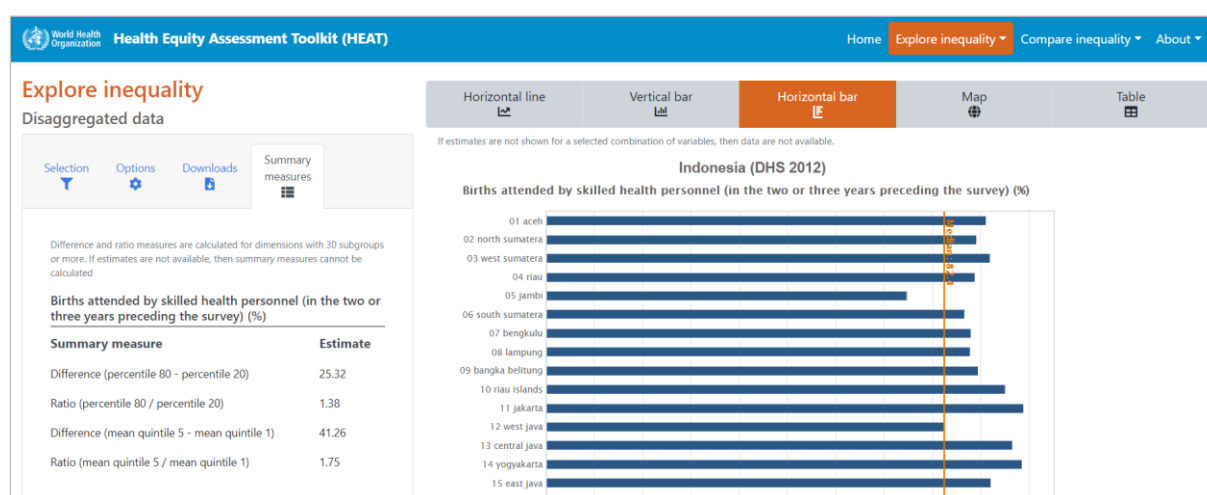 World Health Organization
Health Equity Assessment Toolkit (HEAT)
Home
Explore inequality
Compare inequality
About
Explore inequality
Disaggregated data
Selection
Options
Downloads
Summary
measures
Difference and ratio measures are calculated for dimensions with 30 subgroups
or more. If estimates are not available, then summary measures cannot be
calculated
Births attended by skilled health personnel (in the two or
three years preceding the survey) (%)
Summary measure Estimate
Difference (percentile 80 - percentile 20) 25.32
Ratio (percentile 80 / percentile 20) 1.38
Difference (mean quintile 5 - mean quintile 1) 41.26
Ratio (mean quintile 5 / mean quintile 1) 1.75
Horizontal line
Vertical bar
Horizontal bar
Map
Table
If estimates are not shown for a selected combination of variables, then data are not available.
Indonesia (DHS 2012)
Births attended by skilled health personnel (in the two or three years preceding the survey) (%)
01 aceh
02 north sumatera
03 west sumatera
04 riau
05 jambi
06 south sumatera
07 bengkulu
08 lampung
09 bangka belitung
10 riau islands
11 jakarta
12 west java
13 central java
14 yogyakarta
15 east java